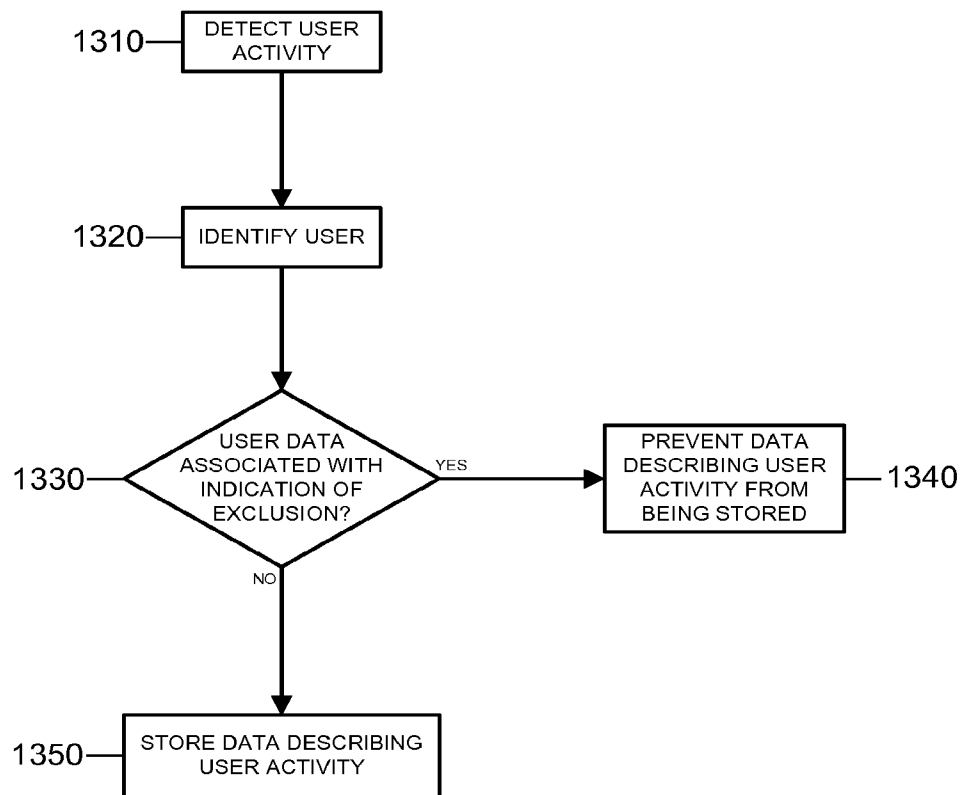 1310
DETECT USER
ACTIVITY
1320
IDENTIFY USER
1330
USER DATA
ASSOCIATED WITH
INDICATION OF
EXCLUSION?
YES
PREVENT DATA
DESCRIBING USER
ACTIVITY FROM
BEING STORED
1340
NO
1350
STORE DATA DESCRIBING
USER ACTIVITY